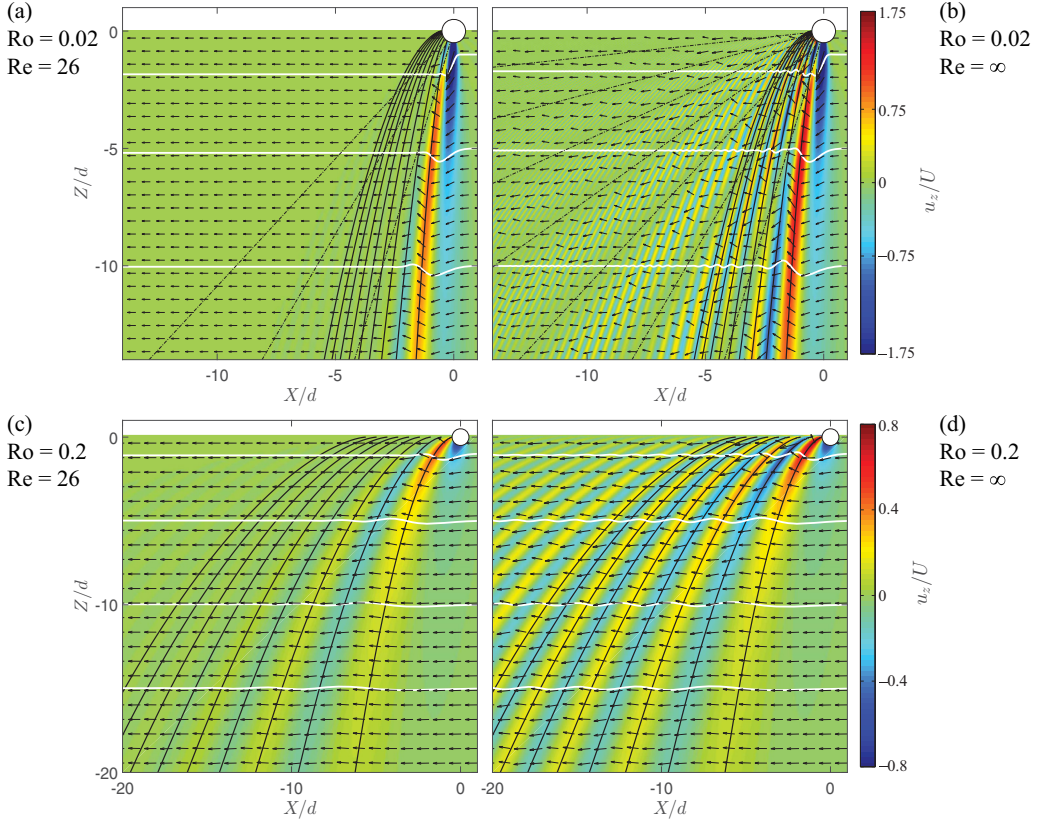 (a)
Ro = 0.02
Re = 26
0
-5
-10
Z/d
-10
-5
0
X/d
-10
-5
0
X/d
1.75
0.75
0
−0.75
−1.75
u_z/U
(b)
Ro = 0.02
Re = ∞
(c)
Ro = 0.2
Re = 26
0
-10
-20
Z/d
-20
-10
0
X/d
-20
-10
0
X/d
0.8
0.4
0
−0.4
−0.8
u_z/U
(d)
Ro = 0.2
Re = ∞